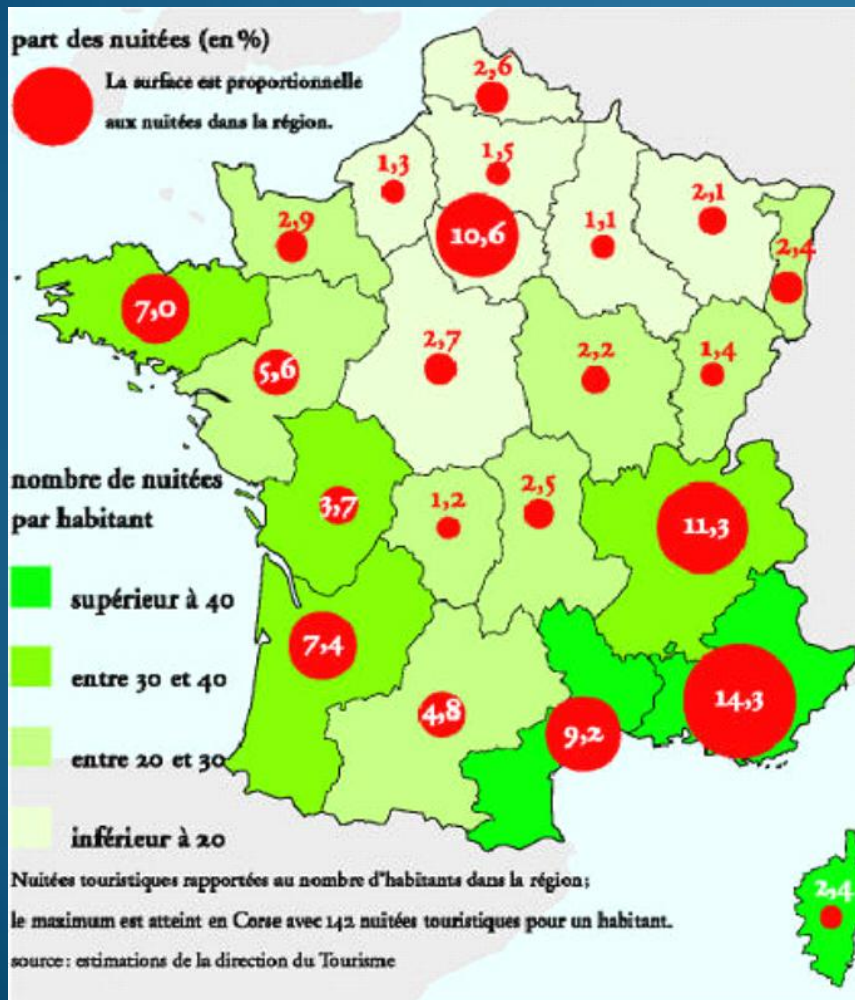 part des nuitées (en %)
La surface est proportionnelle
aux nuitées dans la région.
2,6
1,3
1,5
2,9
10,6
1,1
2,1
2,4
7,0
5,6
2,7
2,2
1,4
nombre de nuitées
par habitant
3,7
1,2
2,5
11,3
supérieur à 40
7,4
entre 30 et 40
4,8
9,2
14,3
entre 20 et 30
inférieur à 20
Nuitées touristiques rapportées au nombre d'habitants dans la région;
le maximum est atteint en Corse avec 142 nuitées touristiques pour un habitant.
2,4
source: estimations de la direction du Tourisme